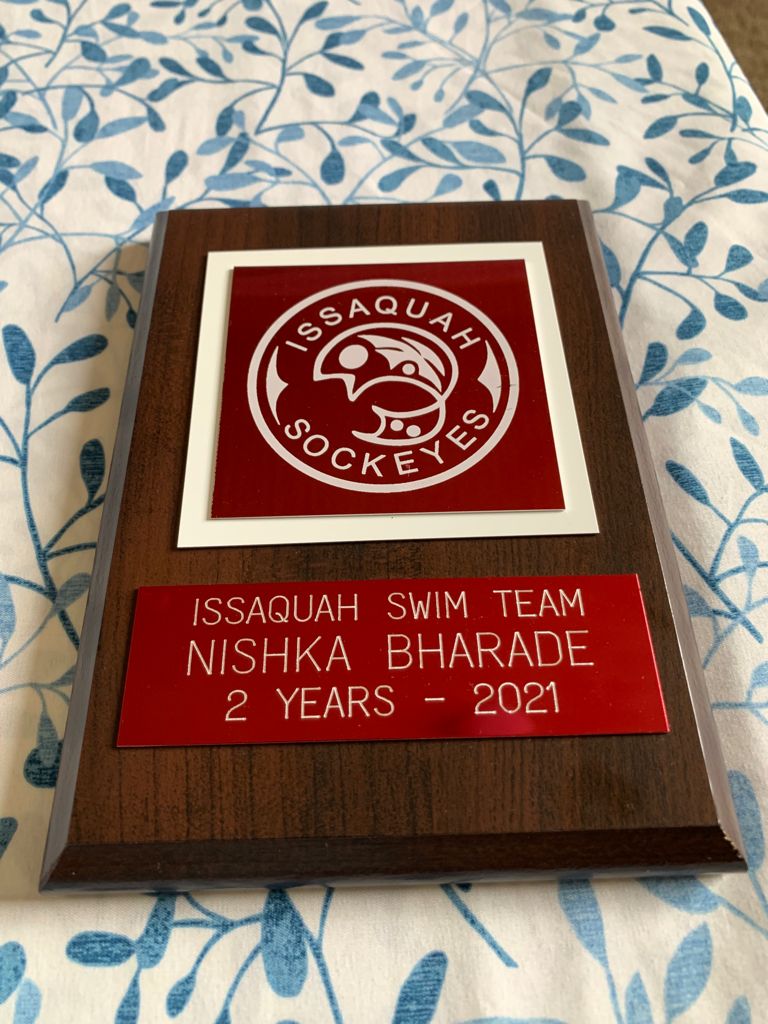 ISSAQUAH
SOCKEYES
ISSAQUAH SWIM TEAM
NISHKA BHARADE
2 YEARS - 2021